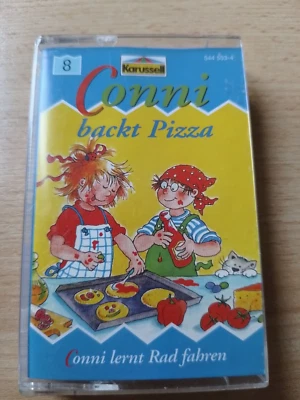 8
Karussell
Conni
backt Pizza
Conni lernt Rad fahren